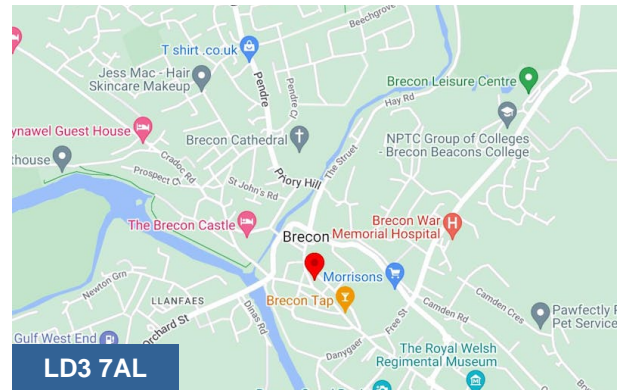 Beechgrove
T shirt .co.uk
Jess Mac - Hair
Skincare Makeup
Pendre
Pendre Cl
Brecon Leisure Centre
Hay Rd
ynawel Guest House
Brecon Cathedral
NPTC Group of Colleges
- Brecon Beacons College
thouse
Cradoc Rd
The Struet
Prospect Cl
St John's Rd
Priory Hill
The Brecon Castle
Brecon War
Memorial Hospital
Brecon
Morrisons
Newton Grn
LLANFAES
Brecon Tap
Camden Rd
Camden Cres
Pawfectly P
Pet Service
Orchard St
Dinas Rd
Free St
Gulf West End
Danygaer
The Royal Welsh
Regimental Museum
LD3 7AL